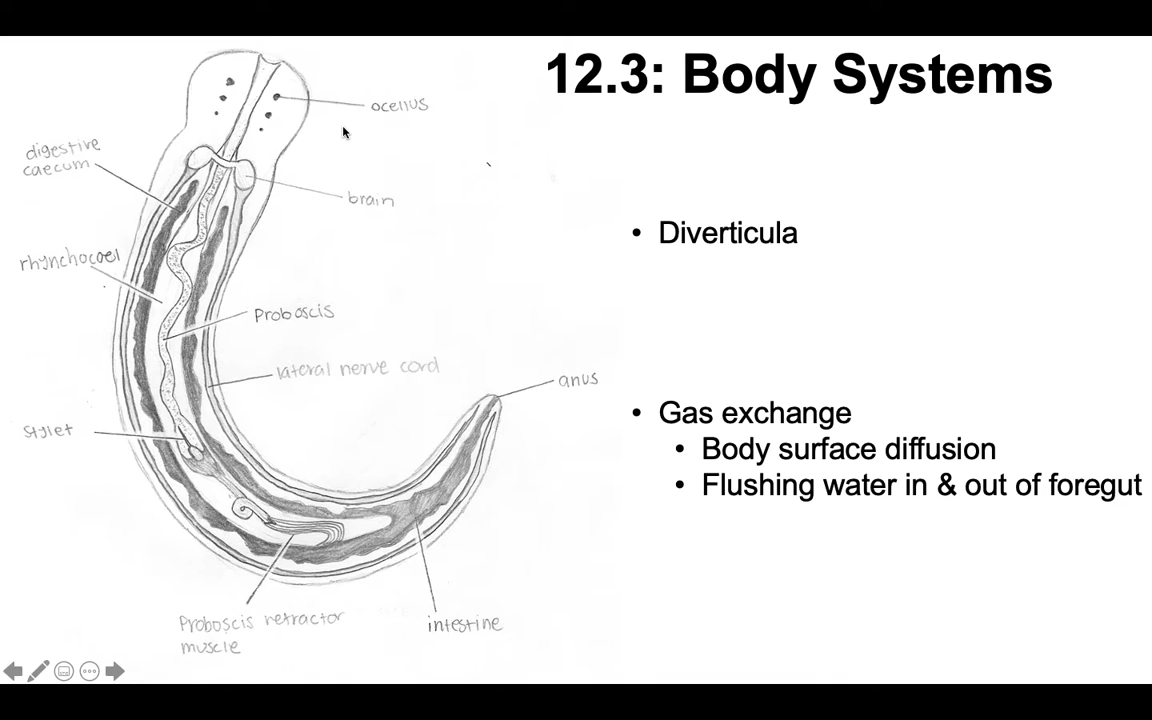 12.3: Body Systems
ocellus
digestive
caecum
brain
rhynchocoel
Proboscis
lateral nerve cord
anus
stylet
Proboscis retractor
muscle
intestine
• Diverticula
• Gas exchange
• Body surface diffusion
• Flushing water in & out of foregut